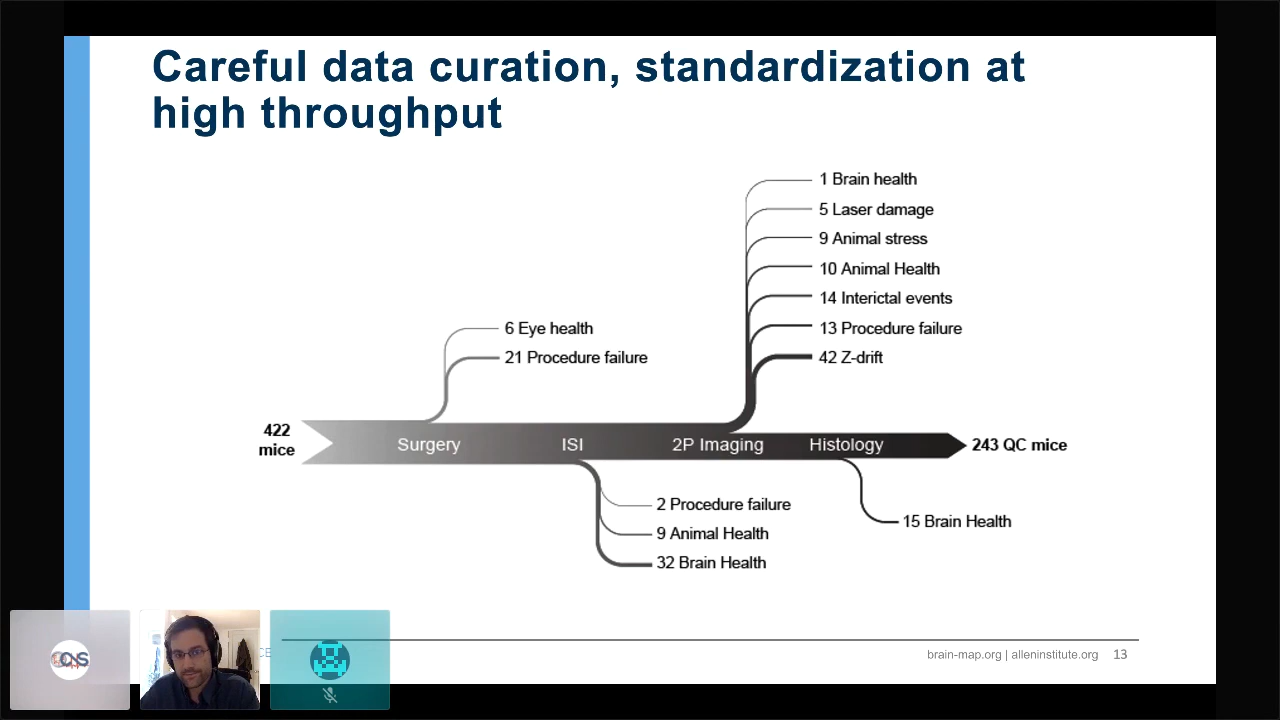 Careful data curation, standardization at
high throughput
1 Brain health
5 Laser damage
9 Animal stress
10 Animal Health
14 Interictal events
13 Procedure failure
42 Z-drift
6 Eye health
21 Procedure failure
422
mice
Surgery
ISI
2P Imaging
Histology
243 QC mice
2 Procedure failure
9 Animal Health
32 Brain Health
15 Brain Health
brain-map.org | alleninstitute.org 13